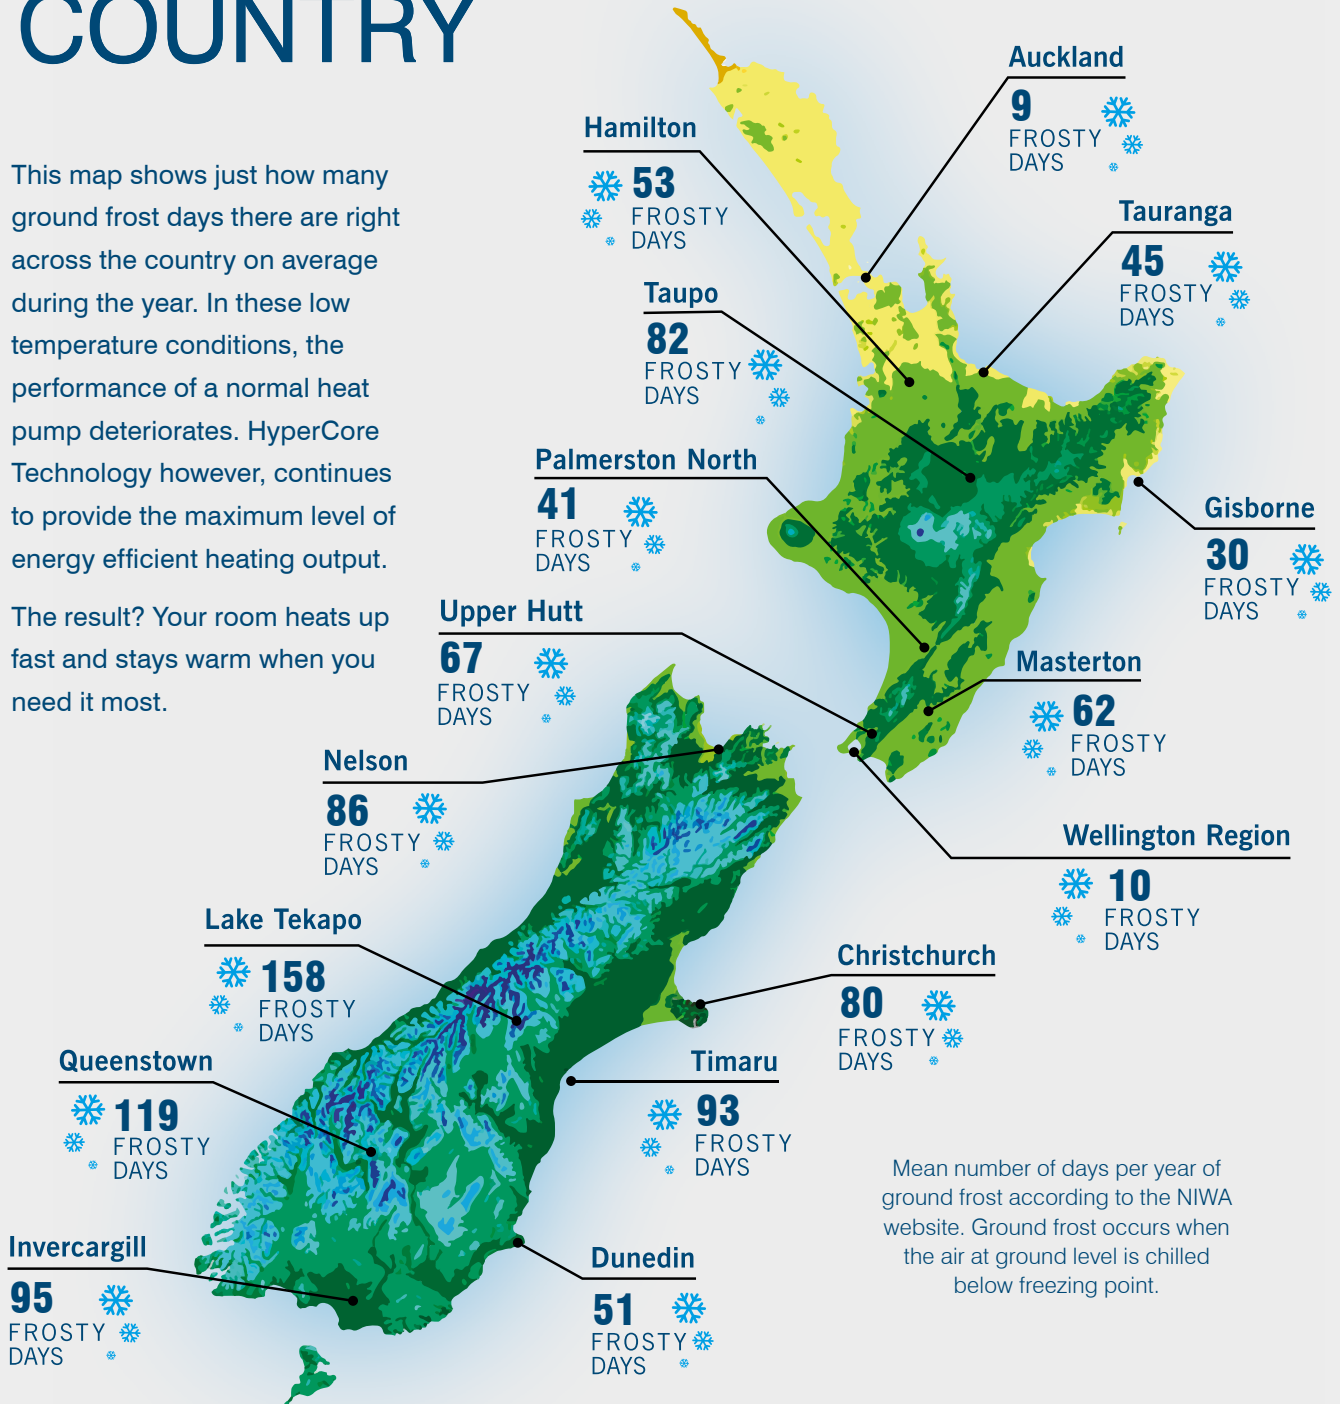 COUNTRY
This map shows just how many
ground frost days there are right
across the country on average
during the year. In these low
temperature conditions, the
performance of a normal heat
pump deteriorates. HyperCore
Technology however, continues
to provide the maximum level of
energy efficient heating output.
The result? Your room heats up
fast and stays warm when you
need it most.
Auckland
9
FROSTY
DAYS
Hamilton
53
FROSTY
DAYS
Tauranga
45
FROSTY
DAYS
Taupo
82
FROSTY
DAYS
Palmerston North
41
FROSTY
DAYS
Gisborne
30
FROSTY
DAYS
Upper Hutt
67
FROSTY
DAYS
Masterton
62
FROSTY
DAYS
Nelson
86
FROSTY
DAYS
Wellington Region
10
FROSTY
DAYS
Lake Tekapo
158
FROSTY
DAYS
Christchurch
80
FROSTY
DAYS
Queenstown
119
FROSTY
DAYS
Timaru
93
FROSTY
DAYS
Invercargill
95
FROSTY
DAYS
Dunedin
51
FROSTY
DAYS
Mean number of days per year of
ground frost according to the NIWA
website. Ground frost occurs when
the air at ground level is chilled
below freezing point.